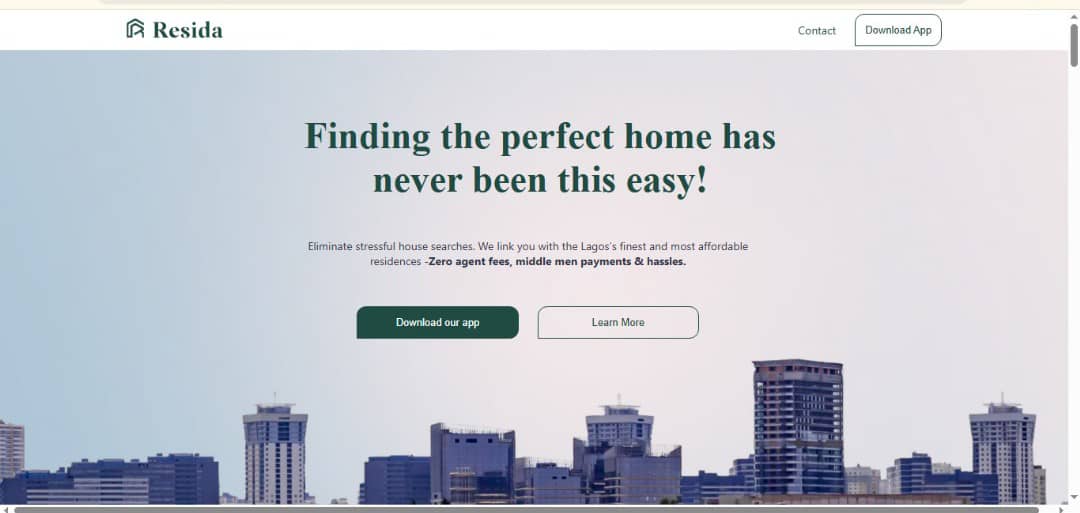 Resida
Contact
Download App
Finding the perfect home has
never been this easy!
Eliminate stressful house searches. We link you with the Lagos's finest and most affordable
residences -Zero agent fees, middle men payments & hassles.
Download our app
Learn More